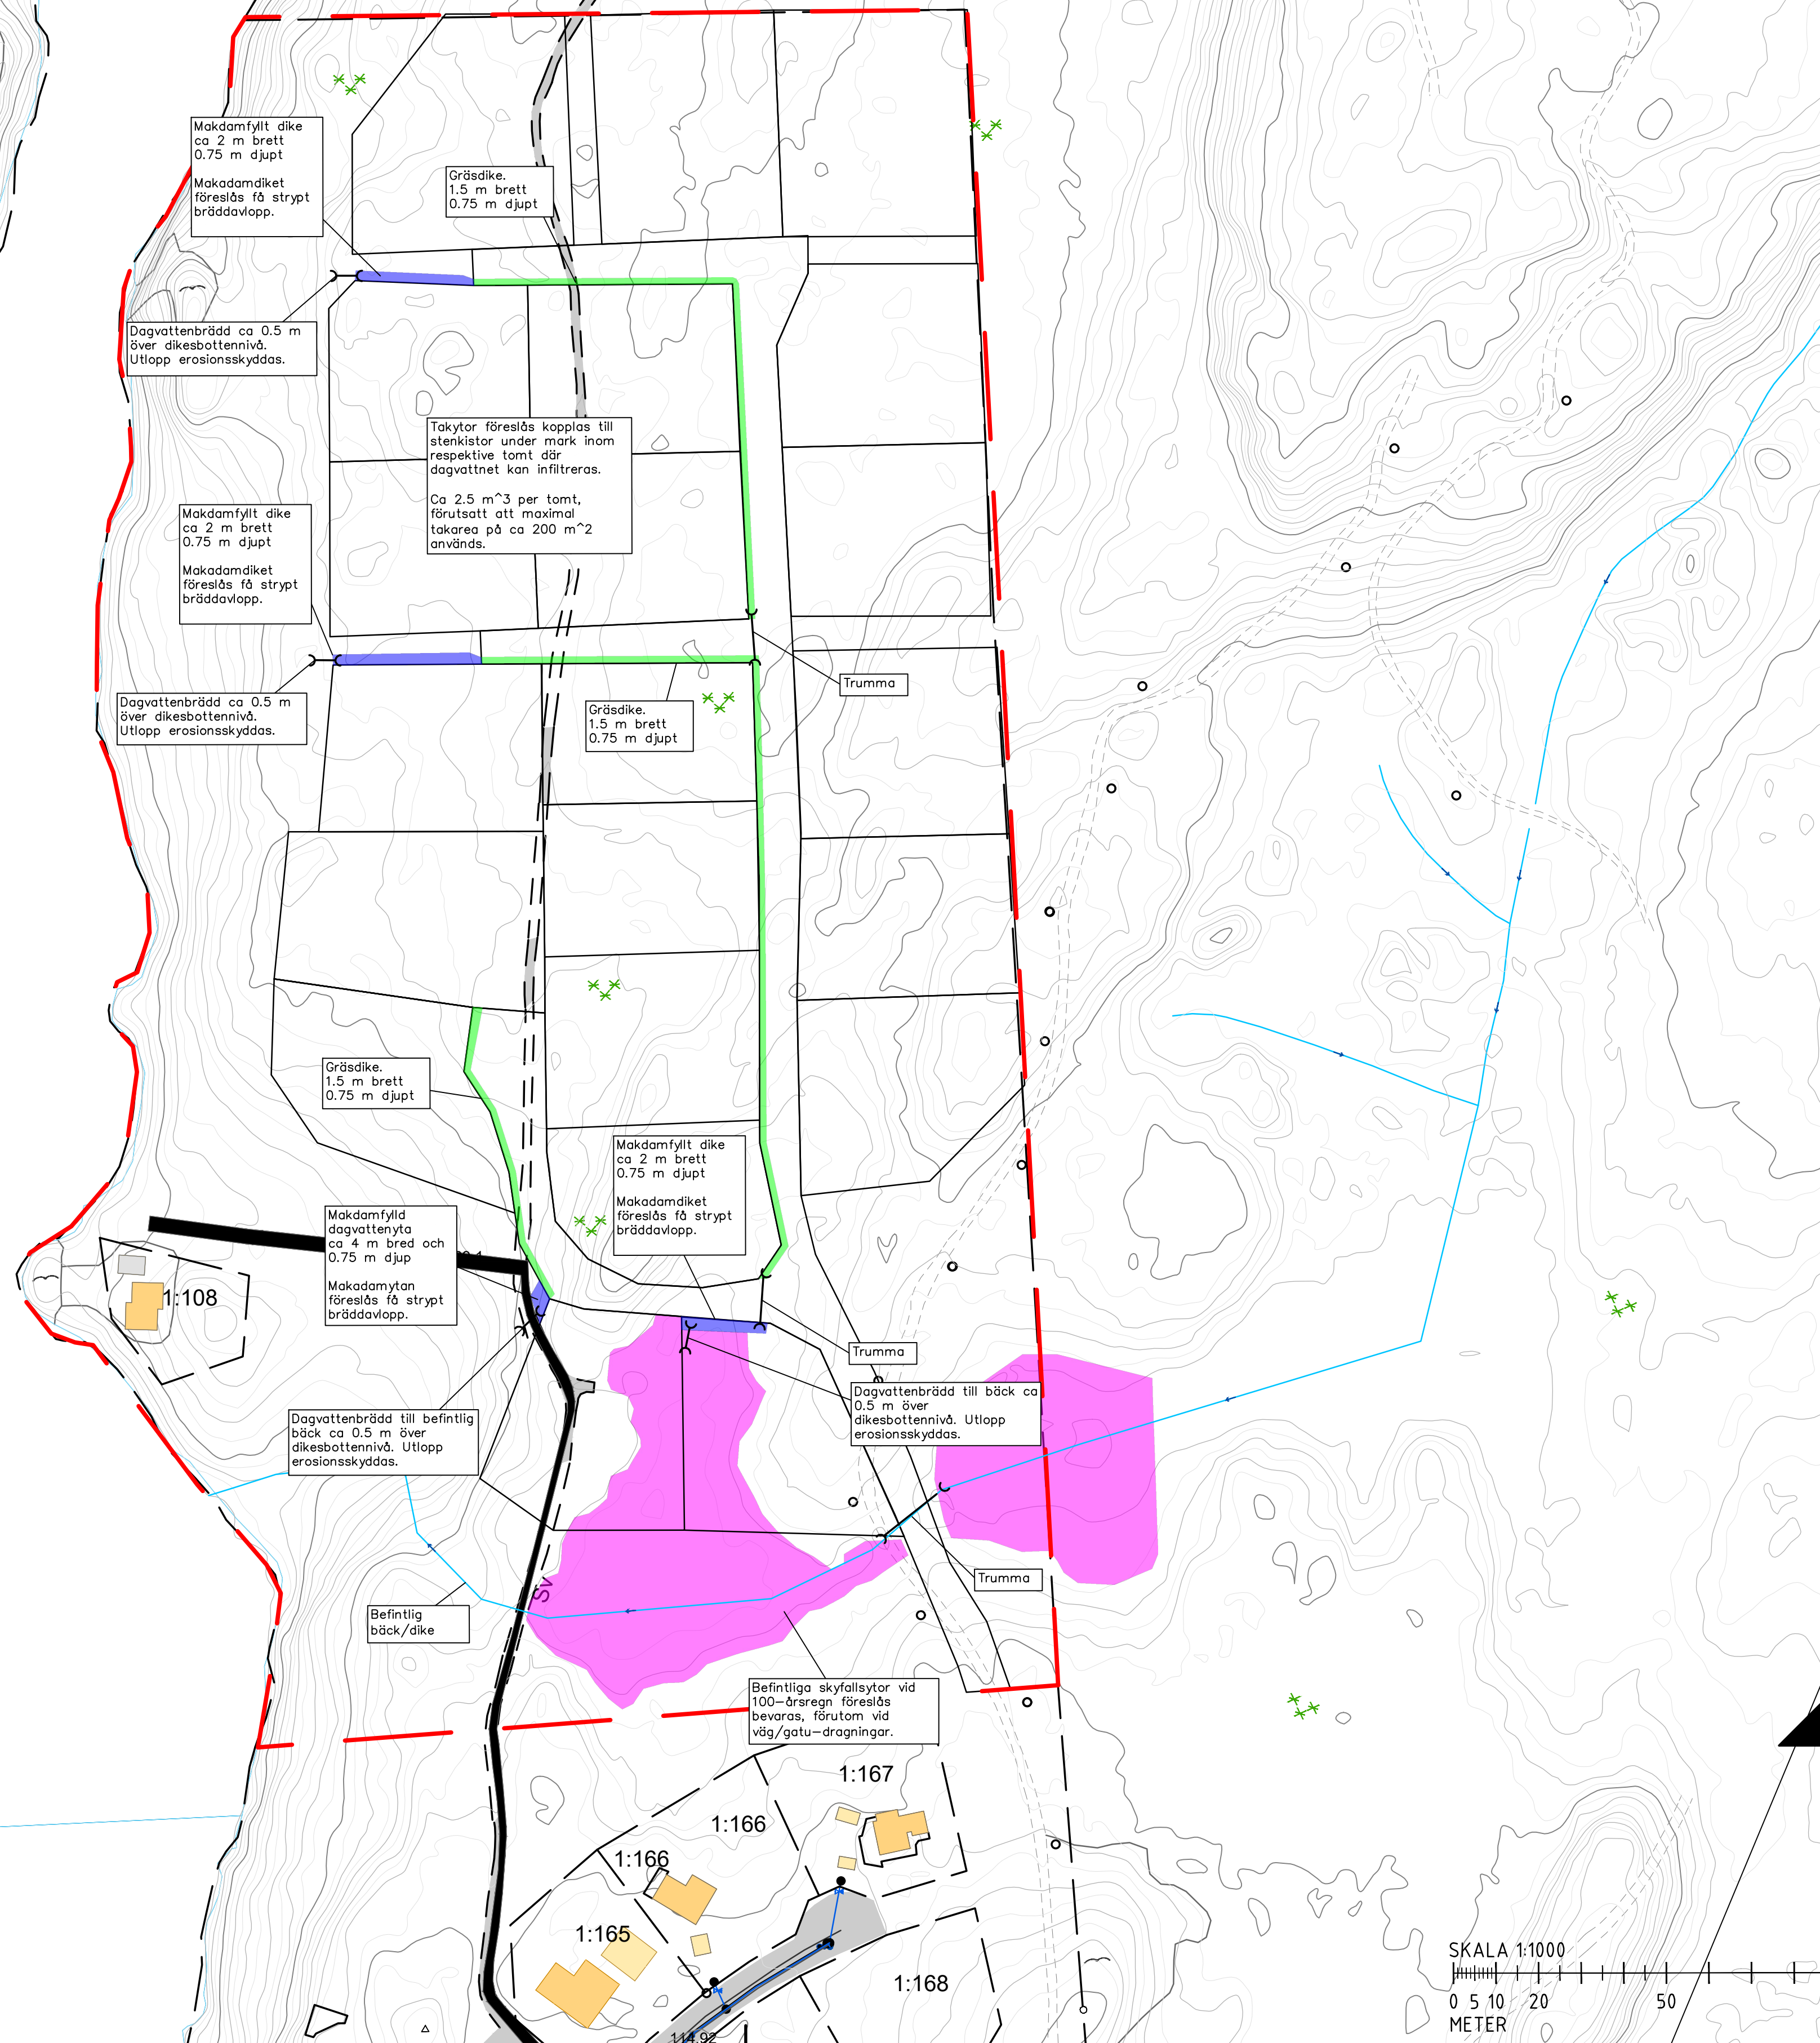 Makdamfyllt dike
ca 2 m brett
0.75 m djupt
Makadamdiket
föreslås få strypt
bräddavlopp.
Gräsdike.
1.5 m brett
0.75 m djupt
Dagvattenbrädd ca 0.5 m
över dikesbottennivå.
Utlopp erosionsskyddas.
Takytor föreslås kopplas till
stenkistor under mark inom
respektive tomt där
dagvattnet kan infiltreras.
Ca 2.5 m^3 per tomt,
förutsatt att maximal
takarea på ca 200 m^2
används.
Makdamfyllt dike
ca 2 m brett
0.75 m djupt
Makadamdiket
föreslås få strypt
bräddavlopp.
Trumma
Dagvattenbrädd ca 0.5 m
över dikesbottennivå.
Utlopp erosionsskyddas.
Gräsdike.
1.5 m brett
0.75 m djupt
Gräsdike.
1.5 m brett
0.75 m djupt
Makdamfyllt dike
ca 2 m brett
0.75 m djupt
Makadamdiket
föreslås få strypt
bräddavlopp.
Makdamfylld
dagvattenyta
ca 4 m bred och
0.75 m djup
Makadamytan
föreslås få strypt
bräddavlopp.
1:108
Trumma
Dagvattenbrädd till bäck ca
0.5 m över
dikesbottennivå. Utlopp
erosionsskyddas.
Dagvattenbrädd till befintlig
bäck ca 0.5 m över
dikesbottennivå. Utlopp
erosionsskyddas.
Trumma
Sv
Befintlig
bäck/dike
Befintliga skyfallsytor vid
100-årsregn föreslås
bevaras, förutom vid
väg/gatu-dragningar.
1:167
1:166
1:166
1:165
1:168
114.92
SKALA 1:1000
0 5 10 20 50
METER